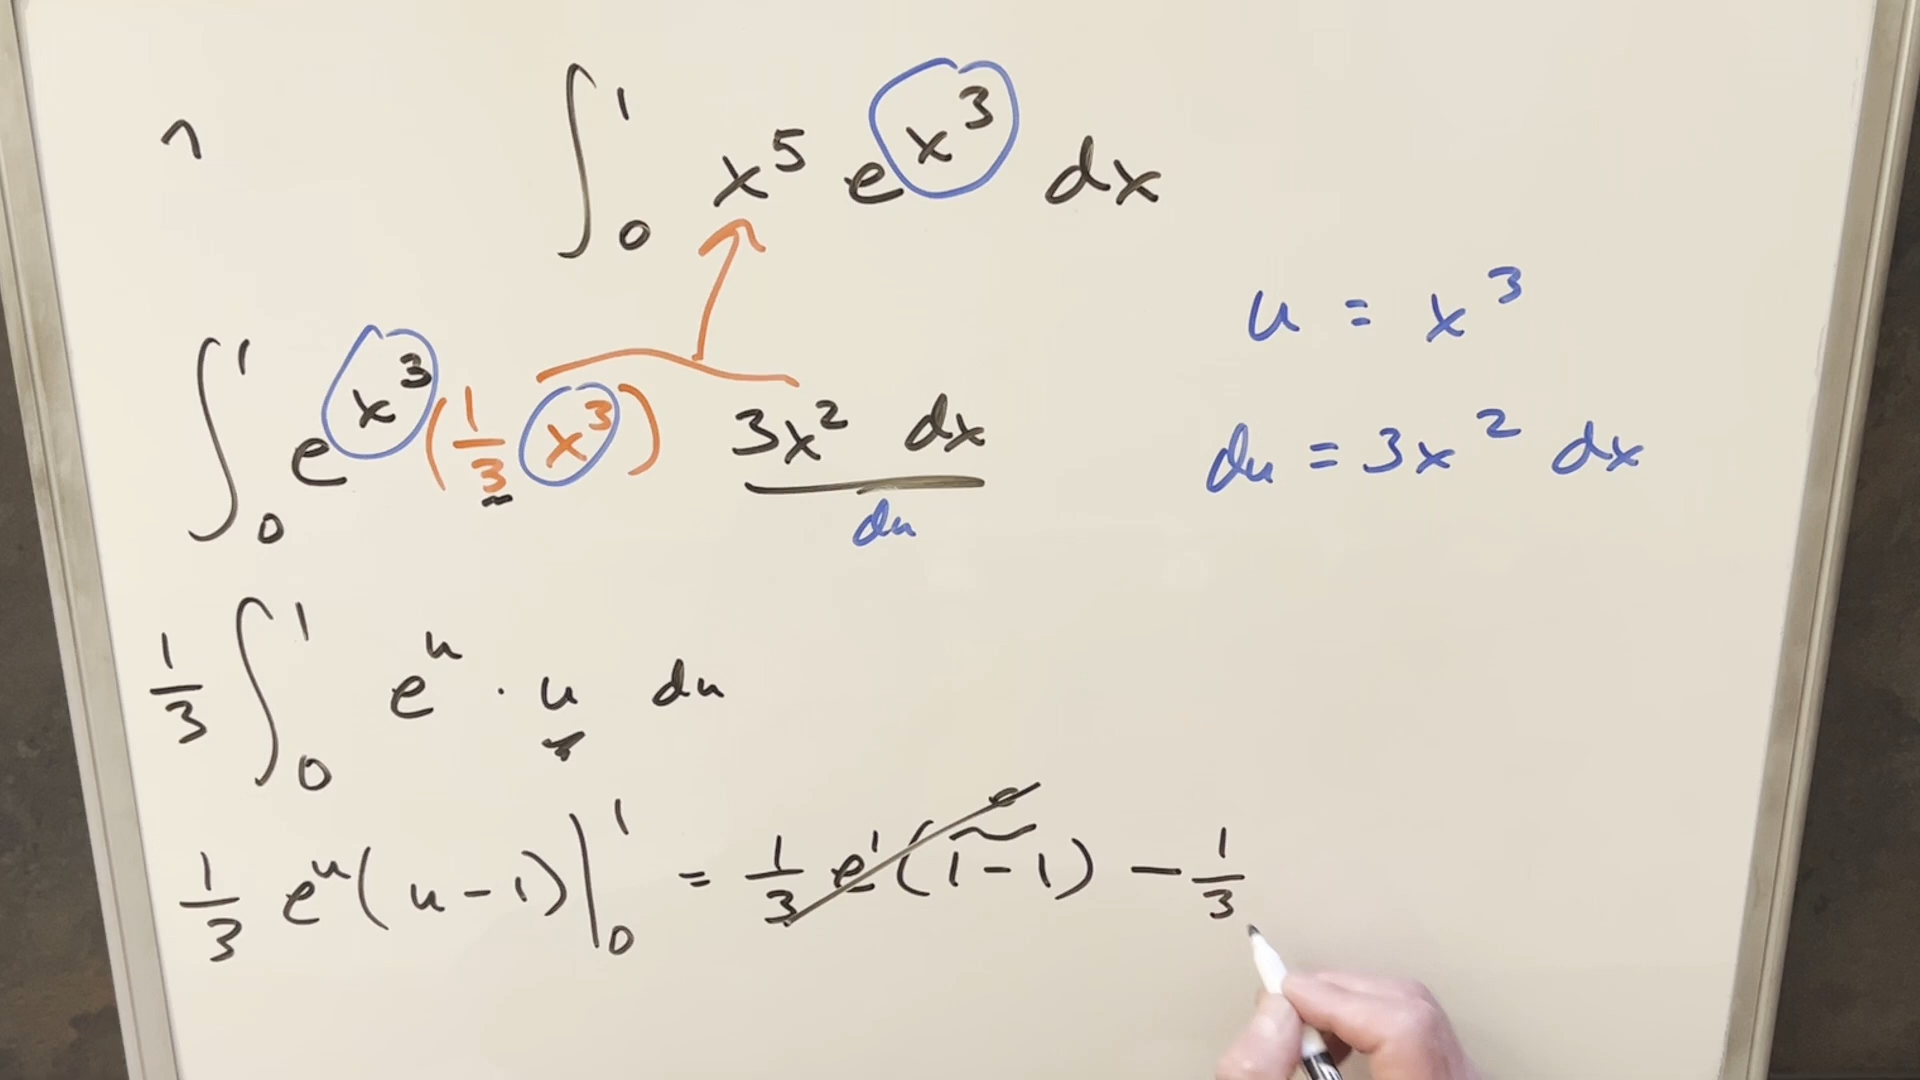 ∫₀¹ x⁵ e^(x³) dx
u = x³
∫₀¹ e^(x³) (1/3 x³) 3x² dx
du = 3x² dx
du
1/3 ∫₀¹ e^u · u du
1/3 e^u (u - 1) |₀¹ = 1/3 e¹ (1 - 1) - 1/3